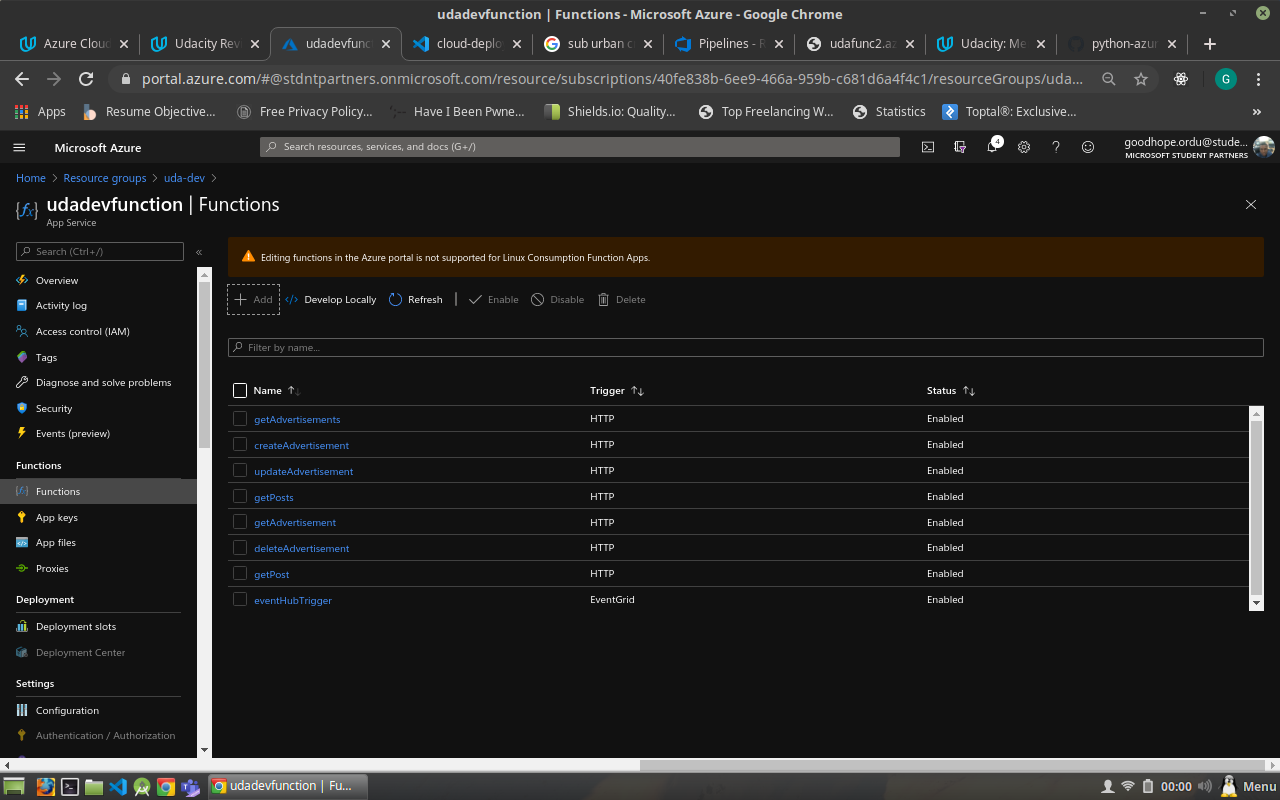 udadevfunction | Functions - Microsoft Azure - Google Chrome
Azure Clou
Udacity Rev
udadevfunc
cloud-deplo
sub urban c
Pipelines - R
udafunc2.az
Udacity: Me
python-azur
portal.azure.com/#@stdntpartners.onmicrosoft.com/resource/subscriptions/40fe838b-6ee9-466a-959b-c681d6a4f4c1/resourceGroups/uda...
G
Apps
Resume Objective...
Free Privacy Policy...
Have I Been Pwne...
Shields.io: Quality...
Top Freelancing W...
Statistics
Toptal®: Exclusive...
»
Microsoft Azure
Search resources, services, and docs (G+/)
4
goodhope.ordu@stude...
MICROSOFT STUDENT PARTNERS
Home > Resource groups > uda-dev >
udadevfunction | Functions
App Service
Search (Ctrl+/)
«
Overview
Activity log
Access control (IAM)
Tags
Diagnose and solve problems
Security
Events (preview)
Functions
Functions
App keys
App files
Proxies
Deployment
Deployment slots
Deployment Center
Settings
Configuration
Authentication / Authorization
Editing functions in the Azure portal is not supported for Linux Consumption Function Apps.
Add
Develop Locally
Refresh
Enable
Disable
Delete
Filter by name...
Name Trigger Status
getAdvertisements HTTP Enabled
createAdvertisement HTTP Enabled
updateAdvertisement HTTP Enabled
getPosts HTTP Enabled
getAdvertisement HTTP Enabled
deleteAdvertisement HTTP Enabled
getPost HTTP Enabled
eventHubTrigger EventGrid Enabled
udadevfunction | Fu...
00:00
Menu